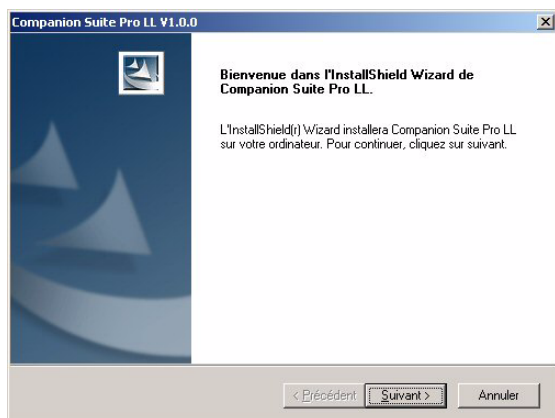 Companion Suite Pro LL V1.0.0
Bienvenue dans l'InstallShield Wizard de
Companion Suite Pro LL.
L'InstallShield(r) Wizard installera Companion Suite Pro LL
sur votre ordinateur. Pour continuer, cliquez sur suivant.
< Précédent
Suivant >
Annuler